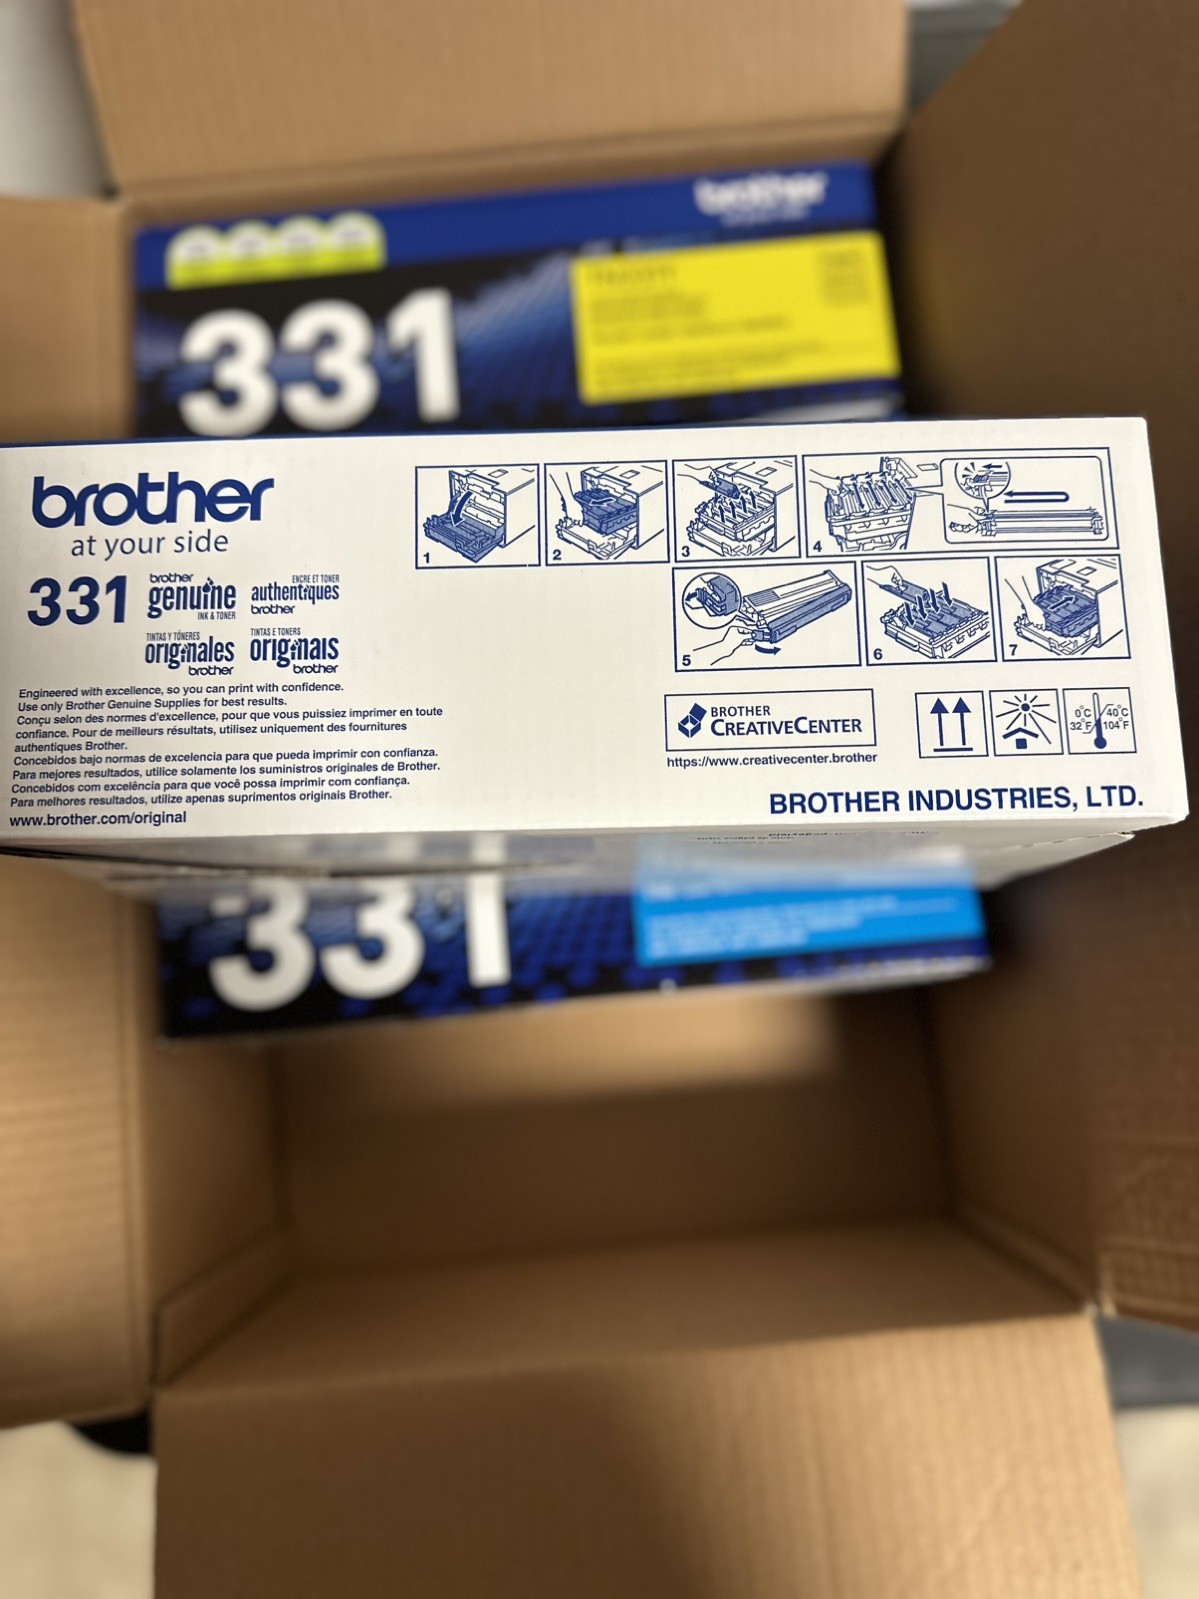 brother
331
brother
at your side
331
brother
genuine
INK & TONER
ENCRE ET TONER
authentiques
brother
TINTAS Y TÓNERES
originales
brother
TINTAS E TONERS
originais
brother
Engineered with excellence, so you can print with confidence.
Use only Brother Genuine Supplies for best results.
Conçu selon des normes d'excellence, pour que vous puissiez imprimer en toute
confiance. Pour de meilleurs résultats, utilisez uniquement des fournitures
authentiques Brother.
Concebidos bajo normas de excelencia para que pueda imprimir con confianza.
Para mejores resultados, utilice solamente los suministros originales de Brother.
Concebidos com excelência para que você possa imprimir com confiança.
Para melhores resultados, utilize apenas suprimentos originais Brother.
www.brother.com/original
1
2
3
4
5
6
7
BROTHER
CREATIVECENTER
https://www.creativecenter.brother
0°C 40°C
32°F 104°F
BROTHER INDUSTRIES, LTD.
331